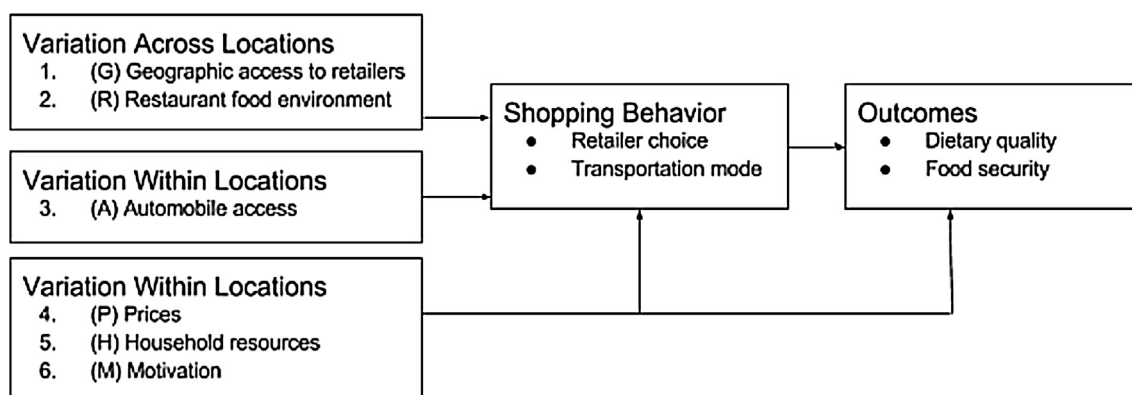 Variation Across Locations
1. (G) Geographic access to retailers
2. (R) Restaurant food environment
Variation Within Locations
3. (A) Automobile access
Variation Within Locations
4. (P) Prices
5. (H) Household resources
6. (M) Motivation
Shopping Behavior
● Retailer choice
● Transportation mode
Outcomes
● Dietary quality
● Food security